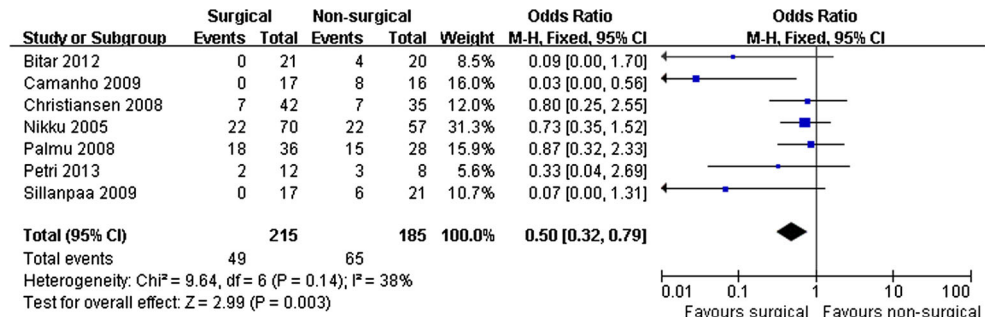 Surgical Non-surgical Odds Ratio Odds Ratio
Study or Subgroup Events Total Events Total Weight M-H, Fixed, 95% CI M-H, Fixed, 95% CI
Bitar 2012 0 21 4 20 8.5% 0.09 [0.00, 1.70]
Camanho 2009 0 17 8 16 16.0% 0.03 [0.00, 0.56]
Christiansen 2008 7 42 7 35 12.0% 0.80 [0.25, 2.55]
Nikku 2005 22 70 22 57 31.3% 0.73 [0.35, 1.52]
Palmu 2008 18 36 15 28 15.9% 0.87 [0.32, 2.33]
Petri 2013 2 12 3 8 5.6% 0.33 [0.04, 2.69]
Sillanpaa 2009 0 17 6 21 10.7% 0.07 [0.00, 1.31]
Total (95% CI) 215 185 100.0% 0.50 [0.32, 0.79]
Total events 49 65
Heterogeneity: Chi² = 9.64, df = 6 (P = 0.14); I² = 38%
Test for overall effect: Z = 2.99 (P = 0.003)
0.01 0.1 1 10 100
Favours surgical Favours non-surgical